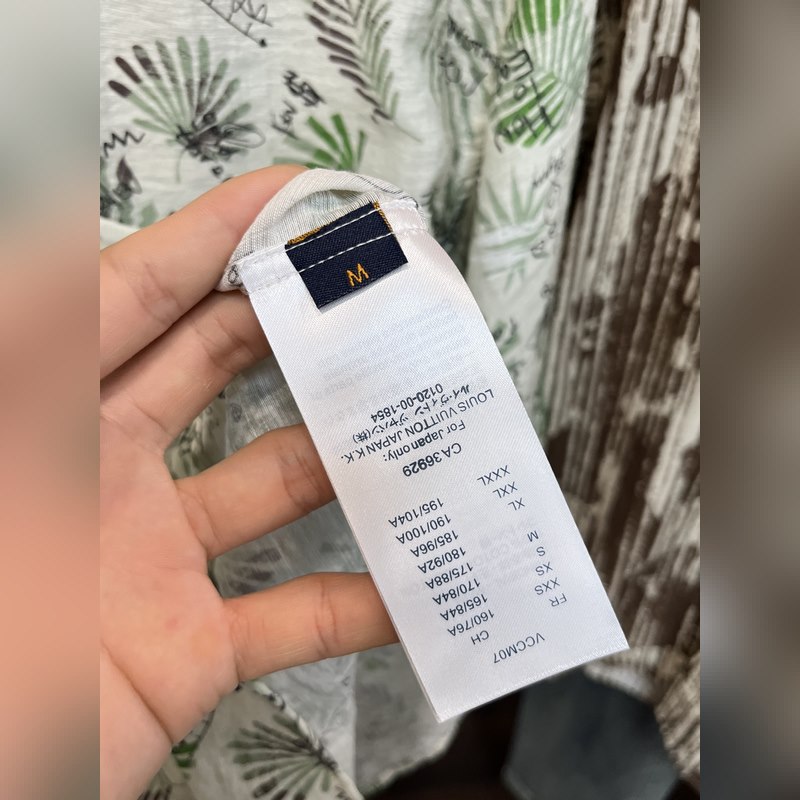 VCCM07
FR CH
XXS 160/76A
XS 165/84A
S 170/84A
M 175/88A
180/92A
XL 185/96A
XXL 190/100A
XXXL 195/104A
CA 36929
For Japan only:
LOUIS VUITTON JAPAN K.K.
ルイ・ヴィトン ジャパン(株)
0120-00-1854
M